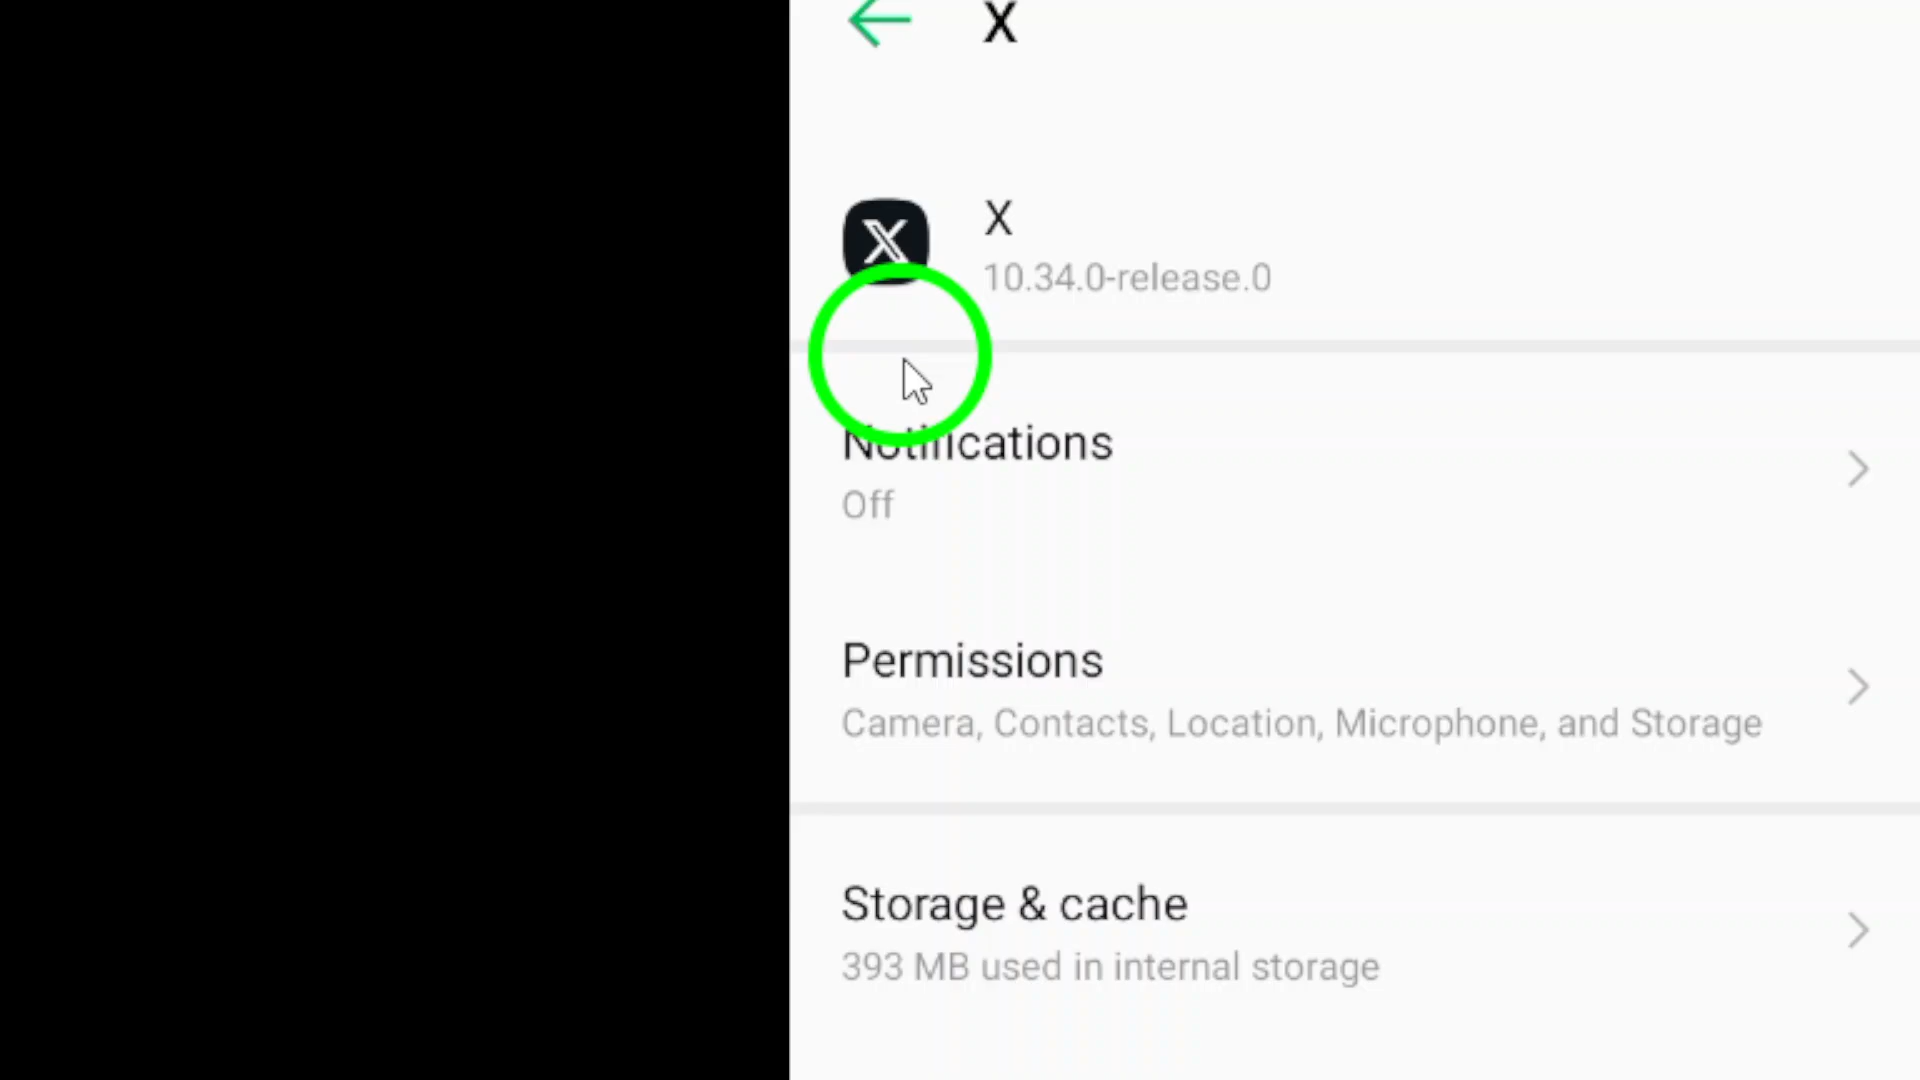 X
X
10.34.0-release.0
Notifications
Off
Permissions
Camera, Contacts, Location, Microphone, and Storage
Storage & cache
393 MB used in internal storage